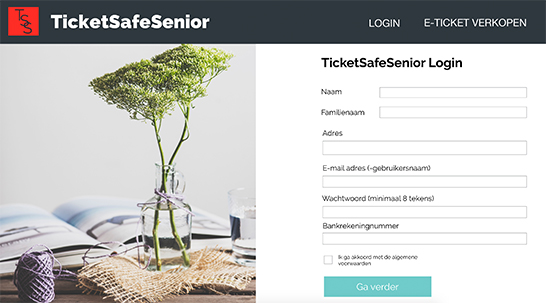 TSS
TicketSafeSenior
LOGIN
E-TICKET VERKOPEN
TicketSafeSenior Login
Naam
Familienaam
Adres
E-mail adres (=gebruikersnaam)
Wachtwoord (minimaal 8 tekens)
Bankrekeningnummer
Ik ga akkoord met de algemene
voorwaarden
Ga verder